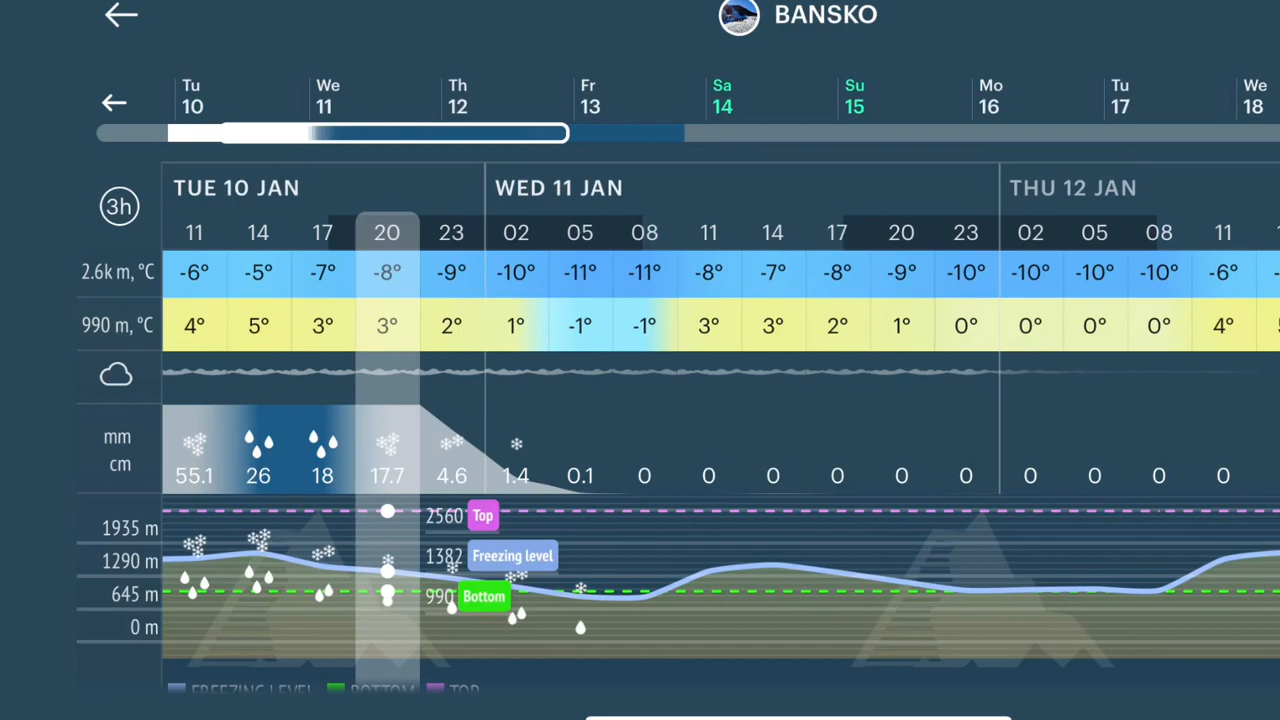 BANSKO
Tu We Th Fr Sa Su Mo Tu We
10 11 12 13 14 15 16 17 18
TUE 10 JAN WED 11 JAN THU 12 JAN
3h
11 14 17 20 23 02 05 08 11 14 17 20 23 02 05 08 11
2.6k m, °C -6° -5° -7° -8° -9° -10° -11° -11° -8° -7° -8° -9° -10° -10° -10° -10° -6°
990 m, °C 4° 5° 3° 3° 2° 1° -1° -1° 3° 3° 2° 1° 0° 0° 0° 0° 4°
mm
cm
55.1 26 18 17.7 4.6 1.4 0.1 0 0 0 0 0 0 0 0 0 0
2560 Top
1935 m
1382 Freezing level
1290 m
645 m
990 Bottom
0 m
FREEZING LEVEL BOTTOM TOP